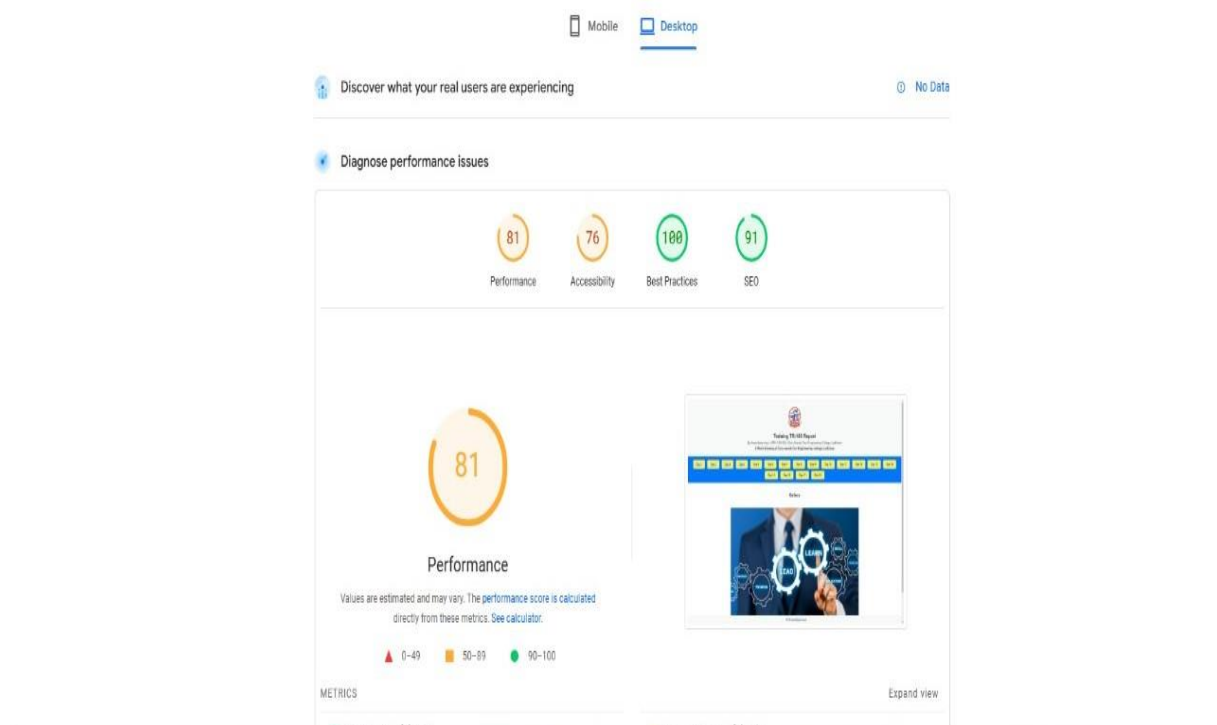 Mobile Desktop
Discover what your real users are experiencing No Data
Diagnose performance issues
81 76 100 91
Performance Accessibility Best Practices SEO
81
Performance
Values are estimated and may vary. The performance score is calculated
directly from these metrics. See calculator.
0–49 50–89 90–100
Training TR-103 Report
LEARN
LEAD
METRICS Expand view